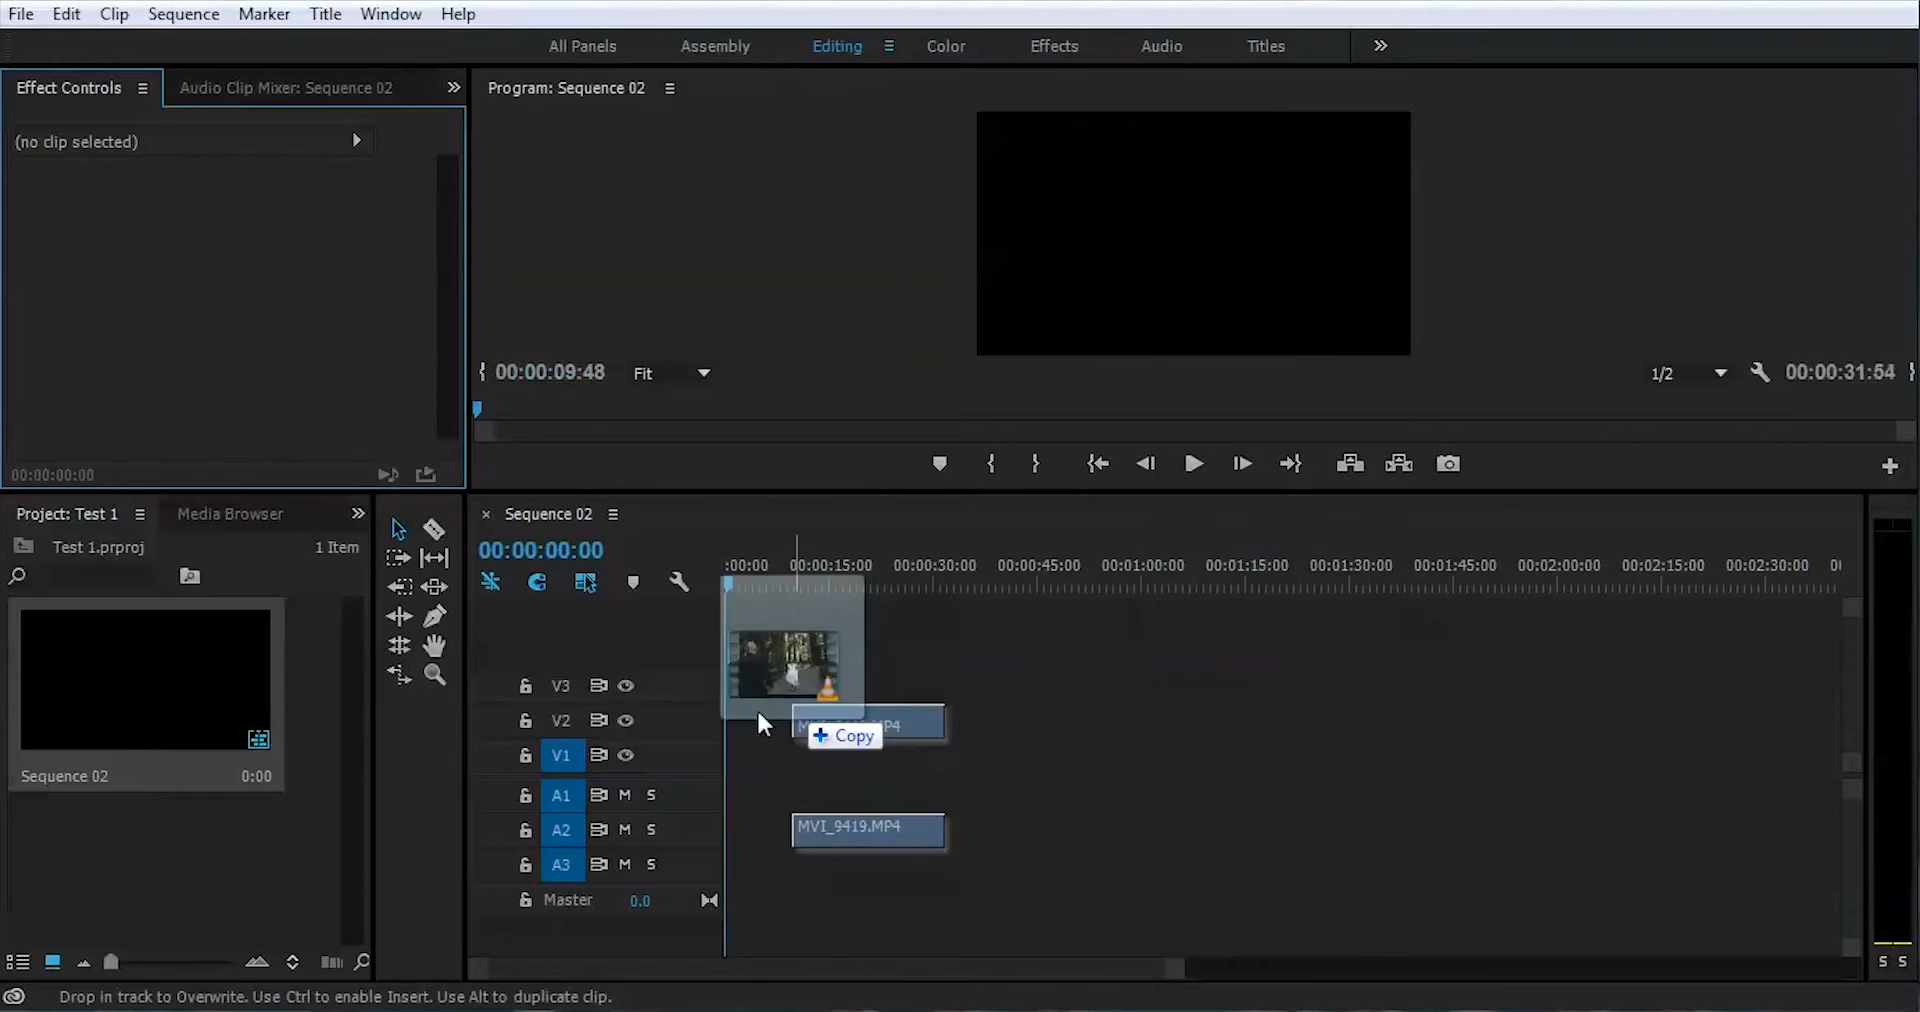 File Edit Clip Sequence Marker Title Window Help
All Panels Assembly Editing Color Effects Audio Titles
Effect Controls Audio Clip Mixer: Sequence 02
Program: Sequence 02
(no clip selected)
00:00:09:48 Fit 1/2 00:00:31:54
00:00:00:00
Project: Test 1 Media Browser
Test 1.prproj 1 Item
Sequence 02 0:00
Sequence 02
00:00:00:00
:00:00 00:00:15:00 00:00:30:00 00:00:45:00 00:01:00:00 00:01:15:00 00:01:30:00 00:01:45:00 00:02:00:00 00:02:15:00 00:02:30:00
V3
V2
Copy
V1
A1 M S
A2 M S
MVI_9419.MP4
A3 M S
Master 0.0
S S
Drop in track to Overwrite. Use Ctrl to enable Insert. Use Alt to duplicate clip.